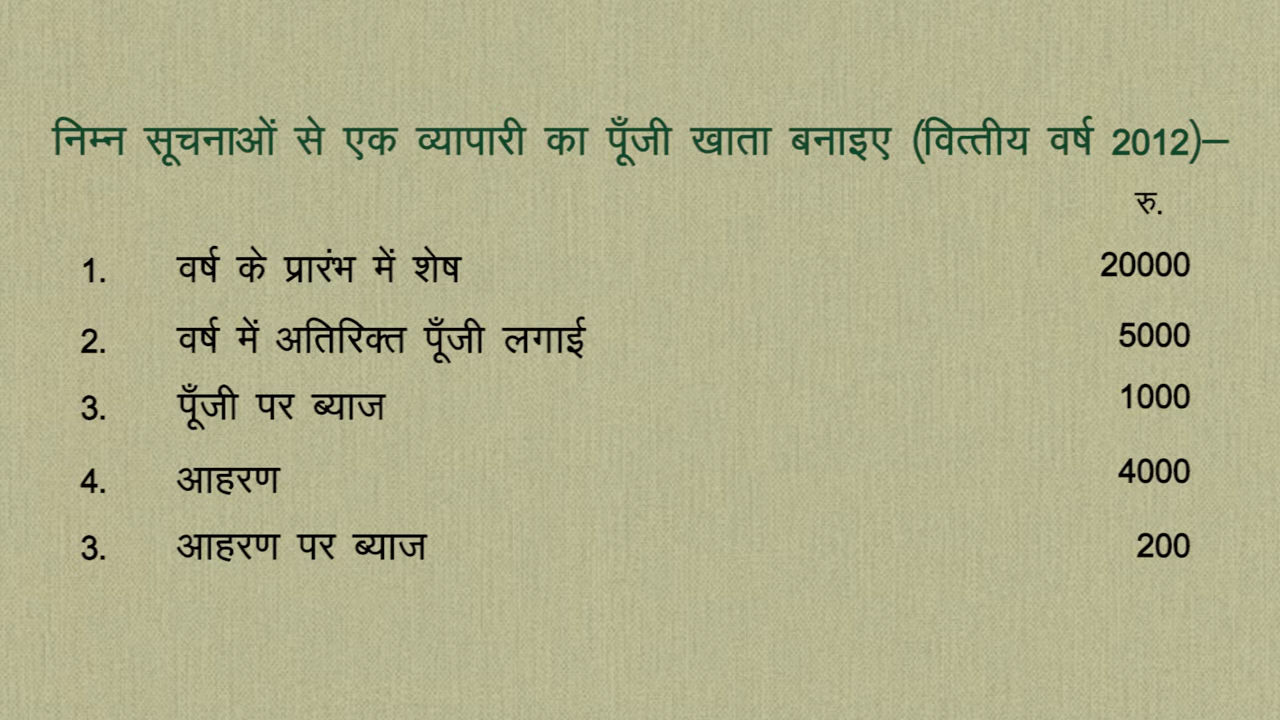 निम्न सूचनाओं से एक व्यापारी का पूँजी खाता बनाइए (वित्तीय वर्ष 2012)–
रु.
1. वर्ष के प्रारंभ में शेष 20000
2. वर्ष में अतिरिक्त पूँजी लगाई 5000
3. पूँजी पर ब्याज 1000
4. आहरण 4000
3. आहरण पर ब्याज 200